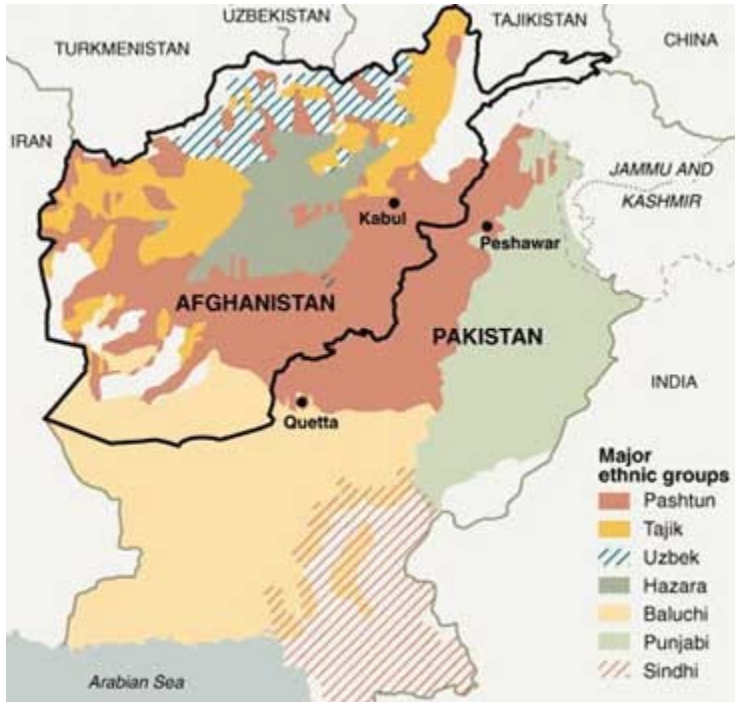 UZBEKISTAN
TAJIKISTAN
TURKMENISTAN
CHINA
IRAN
JAMMU AND
KASHMIR
Kabul
Peshawar
AFGHANISTAN
PAKISTAN
INDIA
Quetta
Major
ethnic groups
Pashtun
Tajik
Uzbek
Hazara
Baluchi
Punjabi
Sindhi
Arabian Sea